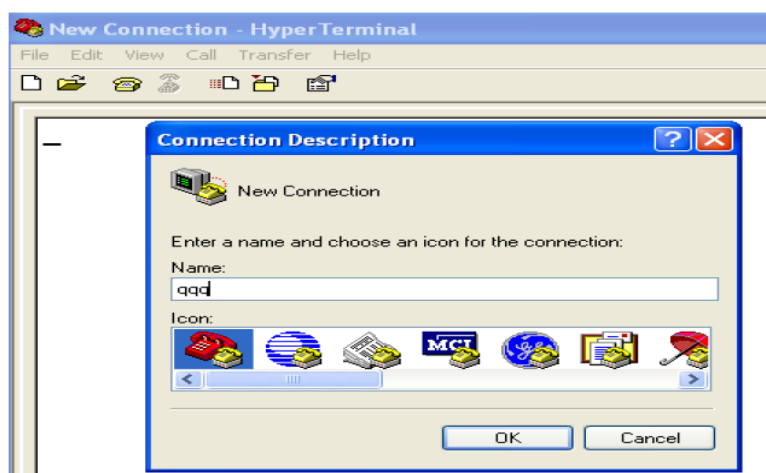 New Connection - HyperTerminal
File Edit View Call Transfer Help
Connection Description
New Connection
Enter a name and choose an icon for the connection:
Name:
qqq
Icon:
MCI
OK Cancel